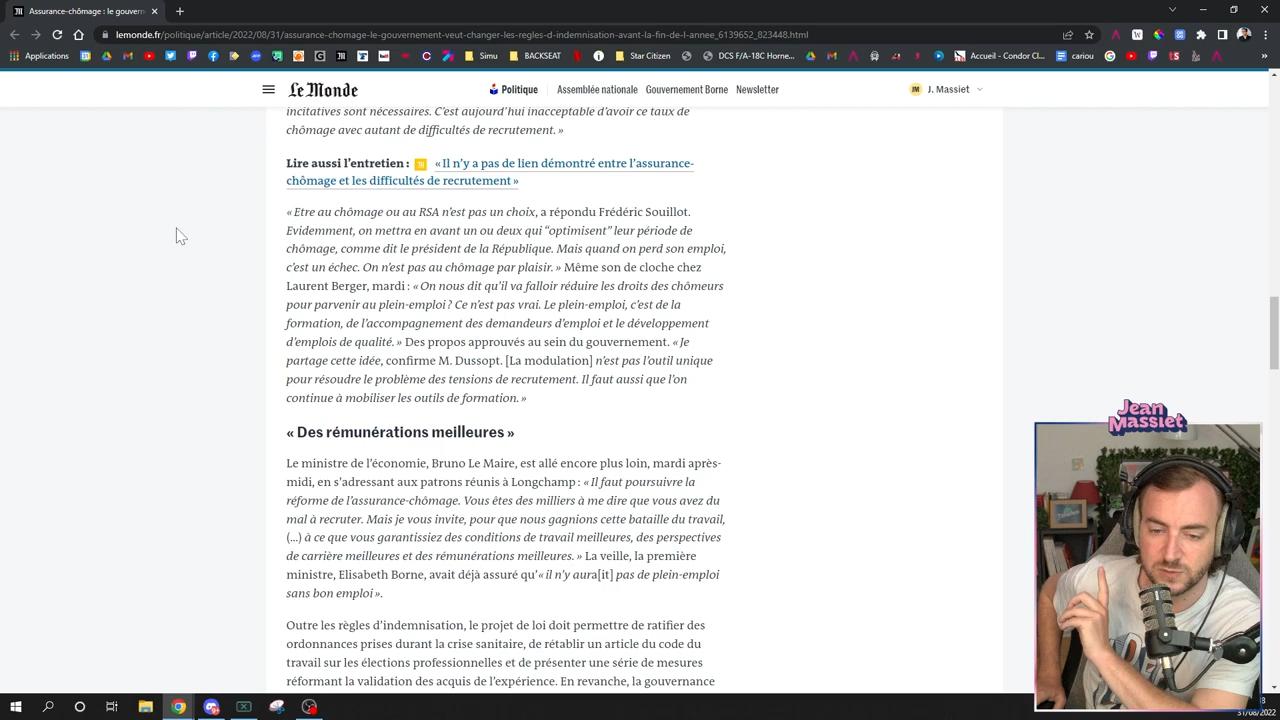 Assurance chômage : le gouvern
lemonde.fr/politique/article/2022/08/31/assurance-chomage-le-gouvernement-veut-changer-les-regles-d-indemnisation-avant-la-fin-de-l-annee_6139652_823448.html
Applications
Simu
BACKSEAT
Star Citizen
DCS F/A-18C Horne...
Accueil - Condor Cl...
cariou
»
Le Monde
Politique
Assemblée nationale
Gouvernement Borne
Newsletter
JM
J. Massiet
incitatives sont nécessaires. C’est aujourd’hui inacceptable d’avoir ce taux de
chômage avec autant de difficultés de recrutement. »
Lire aussi l’entretien : « Il n’y a pas de lien démontré entre l’assurance-
chômage et les difficultés de recrutement »
« Etre au chômage ou au RSA n’est pas un choix, a répondu Frédéric Souillot.
Evidemment, on mettra en avant un ou deux qui “optimisent” leur période de
chômage, comme dit le président de la République. Mais quand on perd son emploi,
c’est un échec. On n’est pas au chômage par plaisir. » Même son de cloche chez
Laurent Berger, mardi : « On nous dit qu’il va falloir réduire les droits des chômeurs
pour parvenir au plein-emploi ? Ce n’est pas vrai. Le plein-emploi, c’est de la
formation, de l’accompagnement des demandeurs d’emploi et le développement
d’emplois de qualité. » Des propos approuvés au sein du gouvernement. « Je
partage cette idée, confirme M. Dussopt. [La modulation] n’est pas l’outil unique
pour résoudre le problème des tensions de recrutement. Il faut aussi que l’on
continue à mobiliser les outils de formation. »
« Des rémunérations meilleures »
Le ministre de l’économie, Bruno Le Maire, est allé encore plus loin, mardi après-
midi, en s’adressant aux patrons réunis à Longchamp : « Il faut poursuivre la
réforme de l’assurance-chômage. Vous êtes des milliers à me dire que vous avez du
mal à recruter. Mais je vous invite, pour que nous gagnions cette bataille du travail,
(…) à ce que vous garantissiez des conditions de travail meilleures, des perspectives
de carrière meilleures et des rémunérations meilleures. » La veille, la première
ministre, Elisabeth Borne, avait déjà assuré qu’« il n’y aura[it] pas de plein-emploi
sans bon emploi ».
Outre les règles d’indemnisation, le projet de loi doit permettre de ratifier des
ordonnances prises durant la crise sanitaire, de rétablir un article du code du
travail sur les élections professionnelles et de présenter une série de mesures
réformant la validation des acquis de l’expérience. En revanche, la gouvernance
Jean
Massiet
31/08/2022